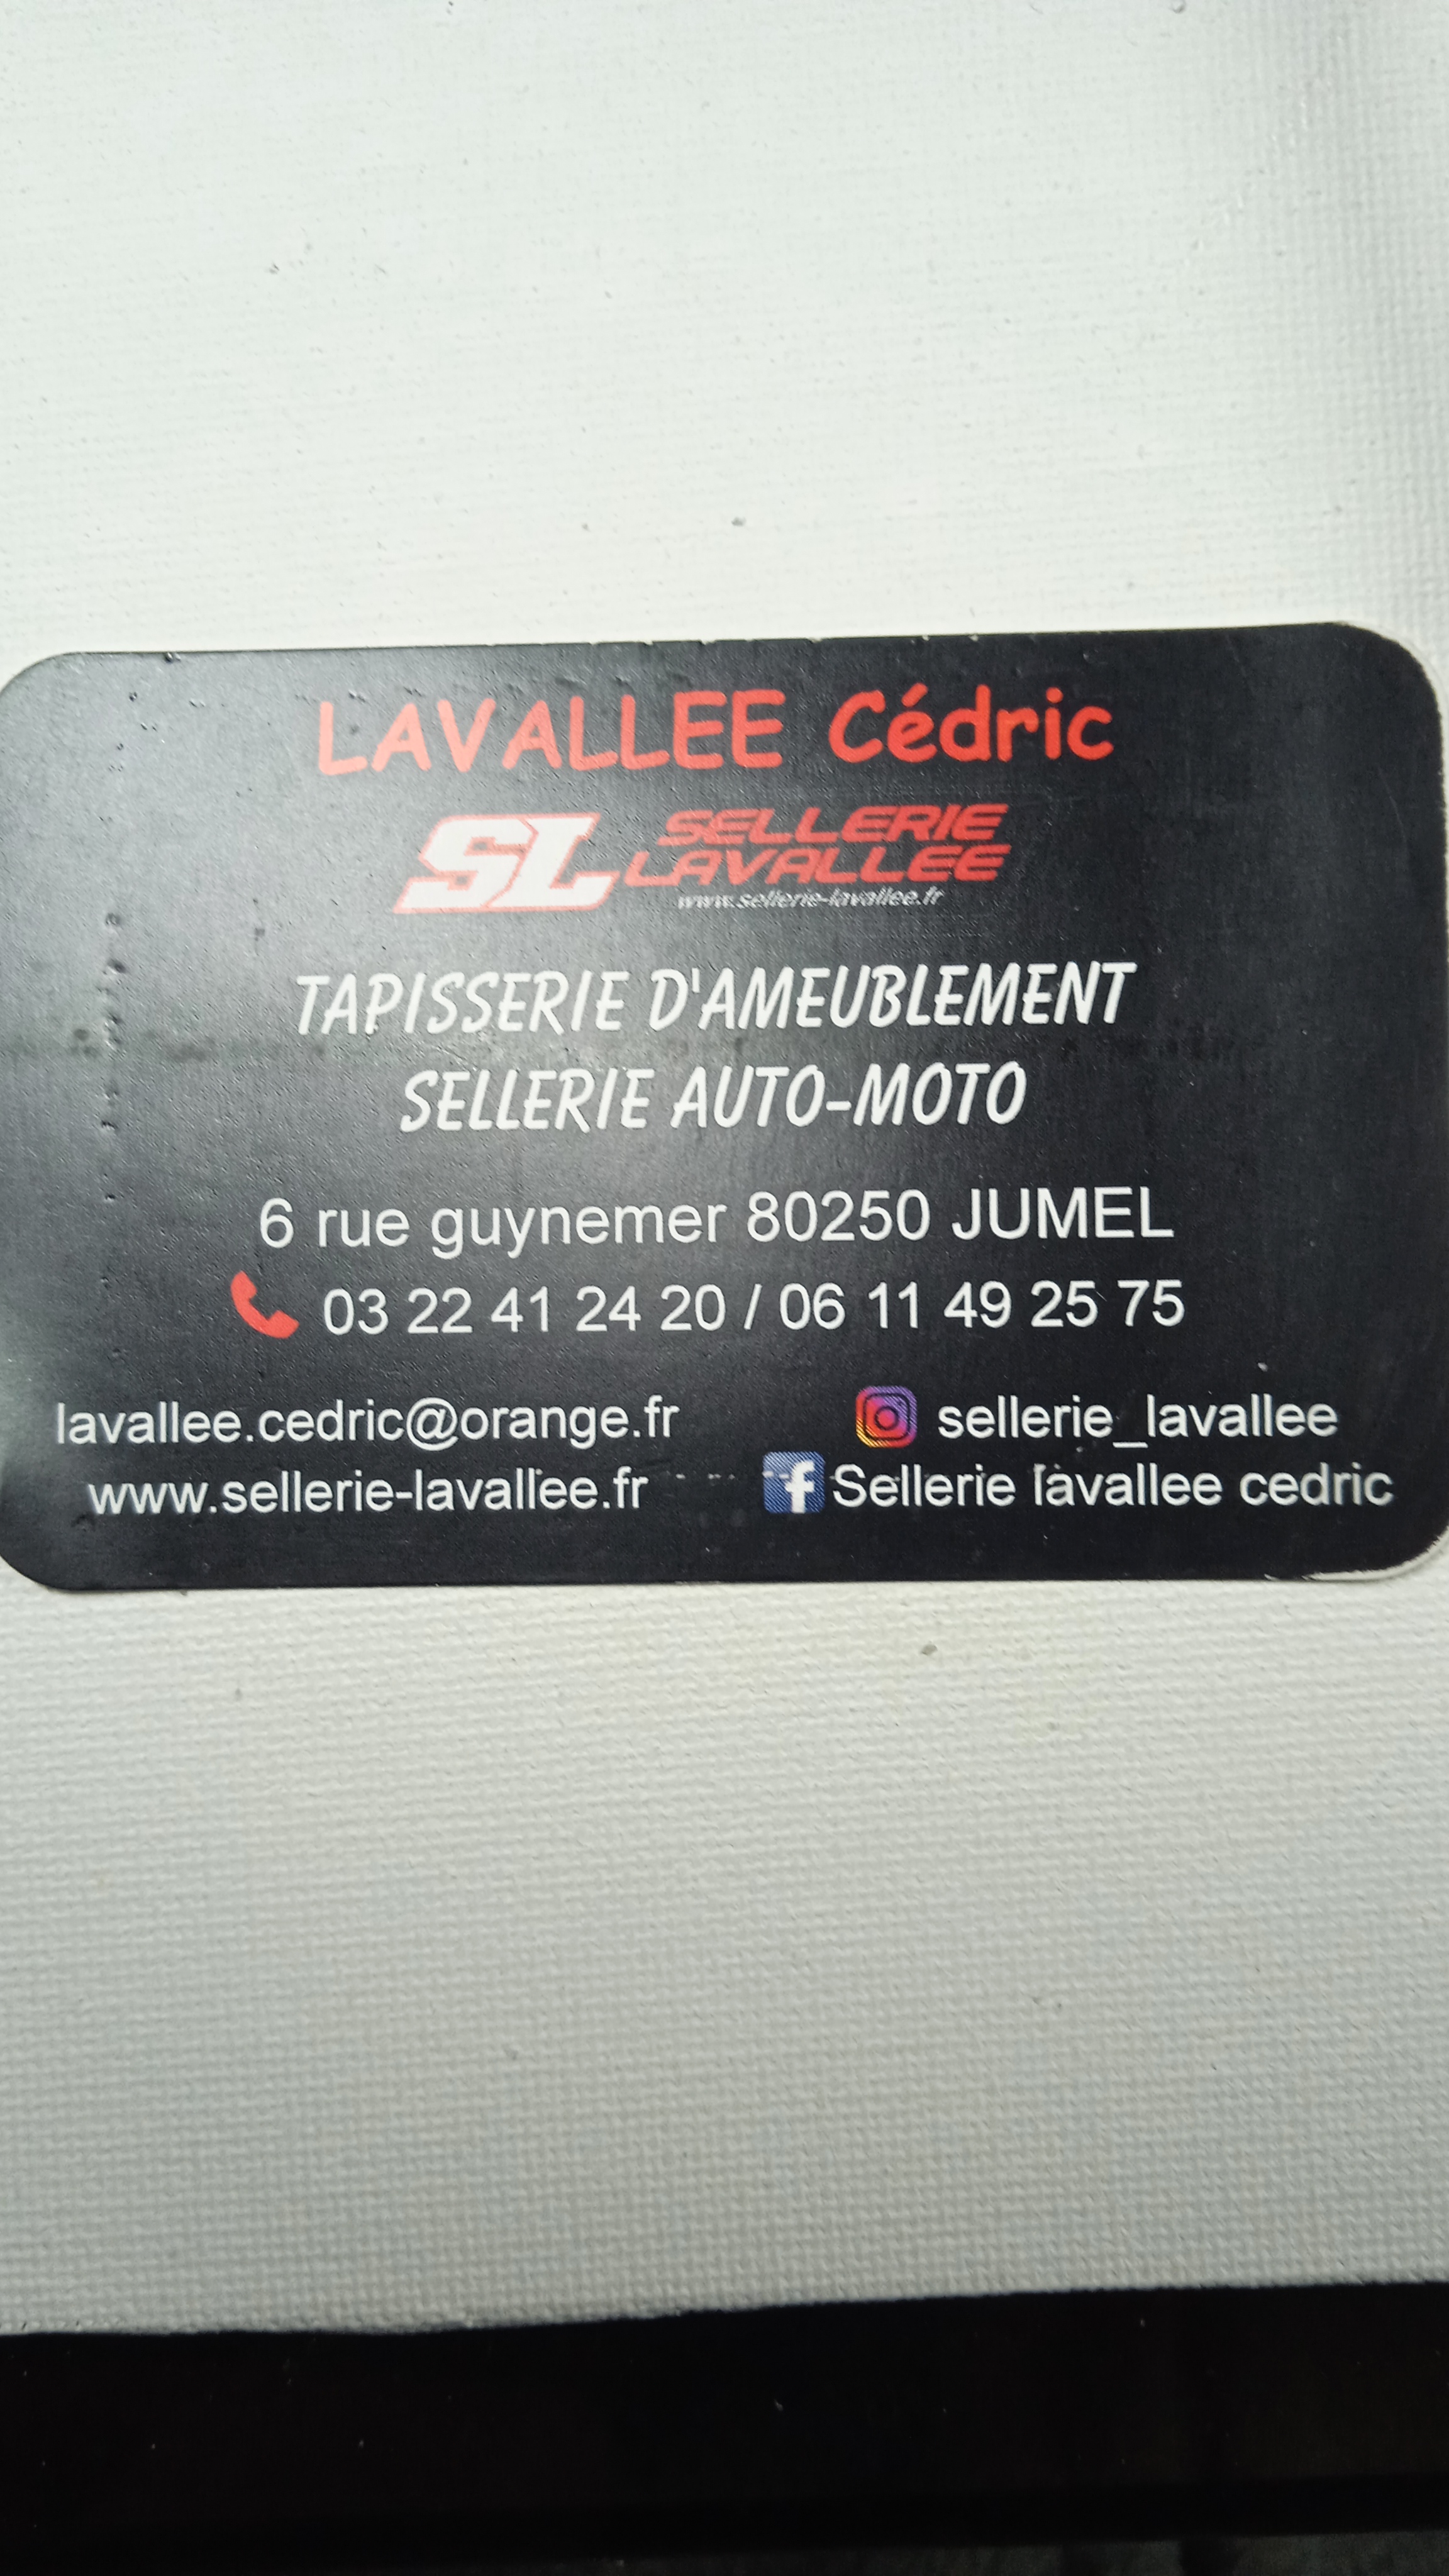 LAVALLEE Cédric
SL SELLERIE
LAVALLEE
www.sellerie-lavallee.fr
TAPISSERIE D'AMEUBLEMENT
SELLERIE AUTO-MOTO
6 rue guynemer 80250 JUMEL
03 22 41 24 20 / 06 11 49 25 75
lavallee.cedric@orange.fr
sellerie_lavallee
www.sellerie-lavallee.fr
Sellerie lavallee cedric